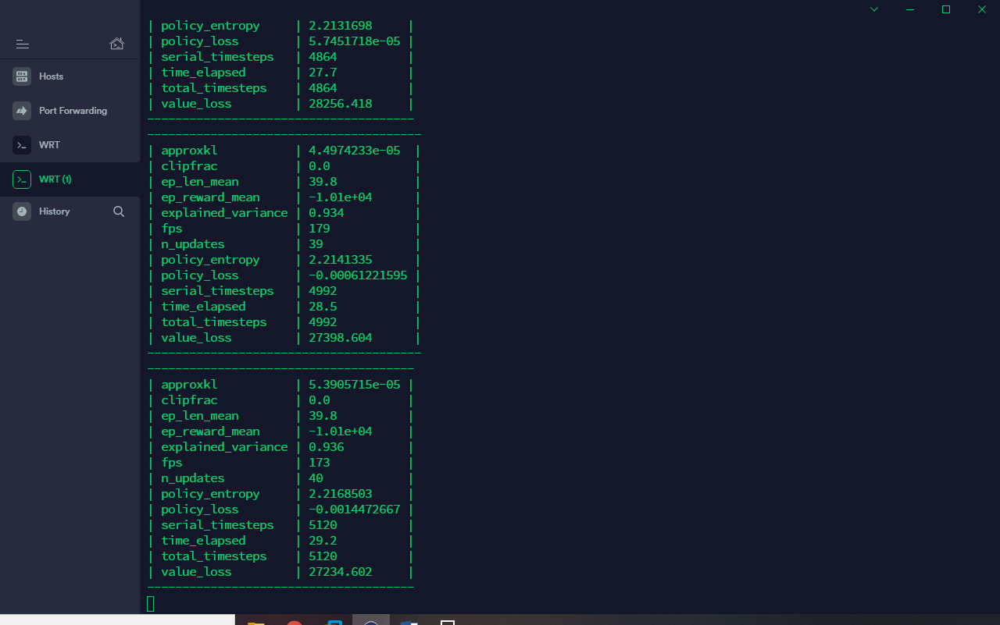 | policy_entropy     | 2.2131698     |
| policy_loss        | 5.7451718e-05 |
| serial_timesteps   | 4864          |
| time_elapsed       | 27.7          |
| total_timesteps    | 4864          |
| value_loss         | 28256.418     |
--------------------------------------
---------------------------------------
| approxkl           | 4.4974233e-05  |
| clipfrac           | 0.0            |
| ep_len_mean        | 39.8           |
| ep_reward_mean     | -1.01e+04      |
| explained_variance | 0.934          |
| fps                | 179            |
| n_updates          | 39             |
| policy_entropy     | 2.2141335      |
| policy_loss        | -0.00061221595 |
| serial_timesteps   | 4992           |
| time_elapsed       | 28.5           |
| total_timesteps    | 4992           |
| value_loss         | 27398.604      |
---------------------------------------
--------------------------------------
| approxkl           | 5.3905715e-05 |
| clipfrac           | 0.0           |
| ep_len_mean        | 39.8          |
| ep_reward_mean     | -1.01e+04     |
| explained_variance | 0.936         |
| fps                | 173           |
| n_updates          | 40            |
| policy_entropy     | 2.2168503     |
| policy_loss        | -0.0014472667 |
| serial_timesteps   | 5120          |
| time_elapsed       | 29.2          |
| total_timesteps    | 5120          |
| value_loss         | 27234.602     |
--------------------------------------
Hosts
Port Forwarding
WRT
WRT (1)
History